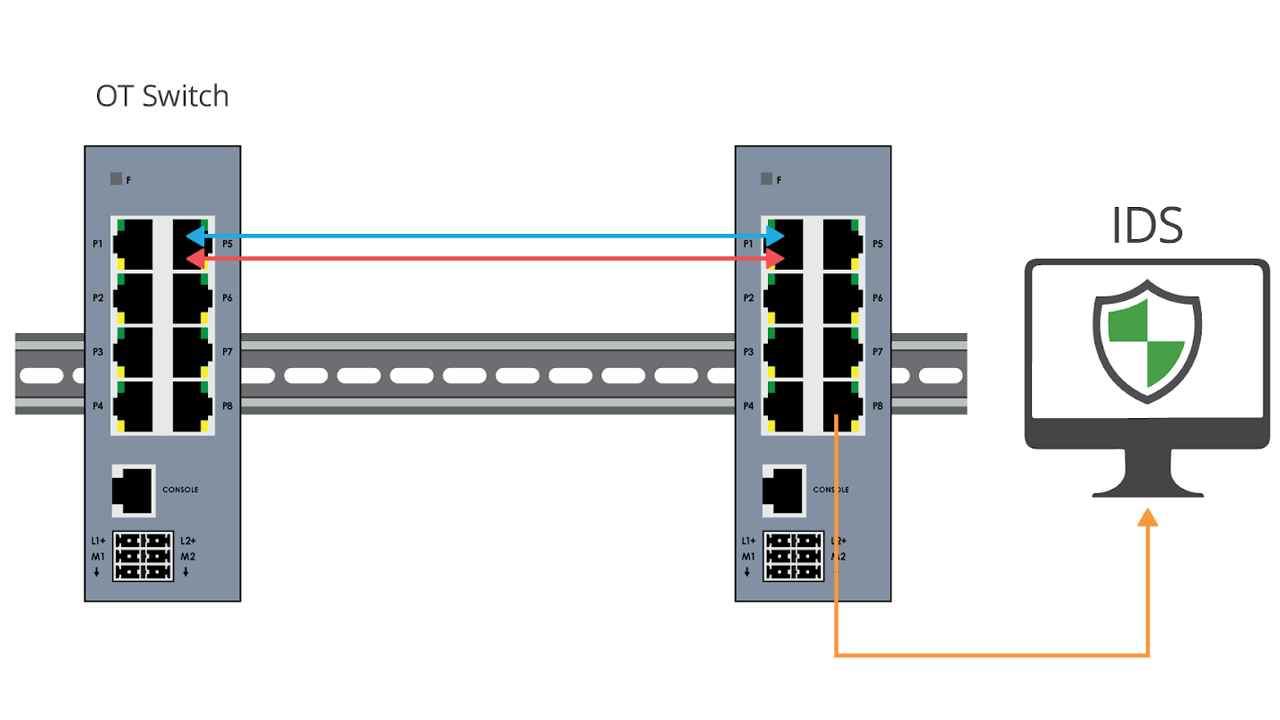 OT Switch
F
P1 P5
P2 P6
P3 P7
P4 P8
CONSOLE
L1+ L2+
M1 M2
F
P1 P5
P2 P6
P3 P7
P4 P8
CONSOLE
L1+ L2+
M1 M2
IDS